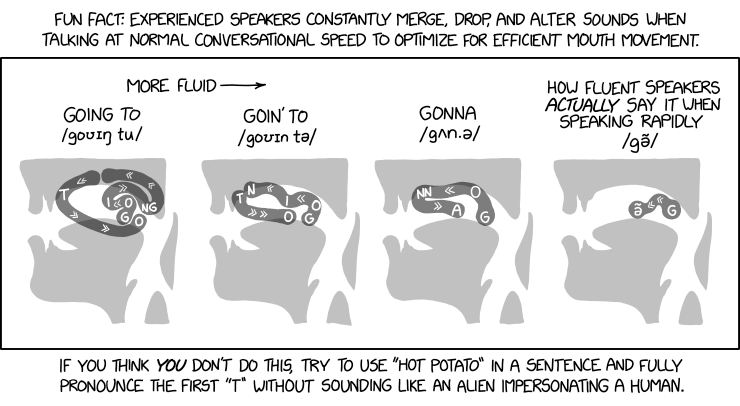 FUN FACT: EXPERIENCED SPEAKERS CONSTANTLY MERGE, DROP, AND ALTER SOUNDS WHEN
TALKING AT NORMAL CONVERSATIONAL SPEED TO OPTIMIZE FOR EFFICIENT MOUTH MOVEMENT.
MORE FLUID →
GOING TO
/goʊɪŋ tu/
T
I
O
G
O
NG
GOIN' TO
/goʊɪn tə/
T
N
I
O
O
G
GONNA
/gʌn.ə/
NN
O
A
G
HOW FLUENT SPEAKERS
ACTUALLY SAY IT WHEN
SPEAKING RAPIDLY
/gə̃/
ə̃
G
IF YOU THINK YOU DON'T DO THIS, TRY TO USE "HOT POTATO" IN A SENTENCE AND FULLY
PRONOUNCE THE FIRST "T" WITHOUT SOUNDING LIKE AN ALIEN IMPERSONATING A HUMAN.